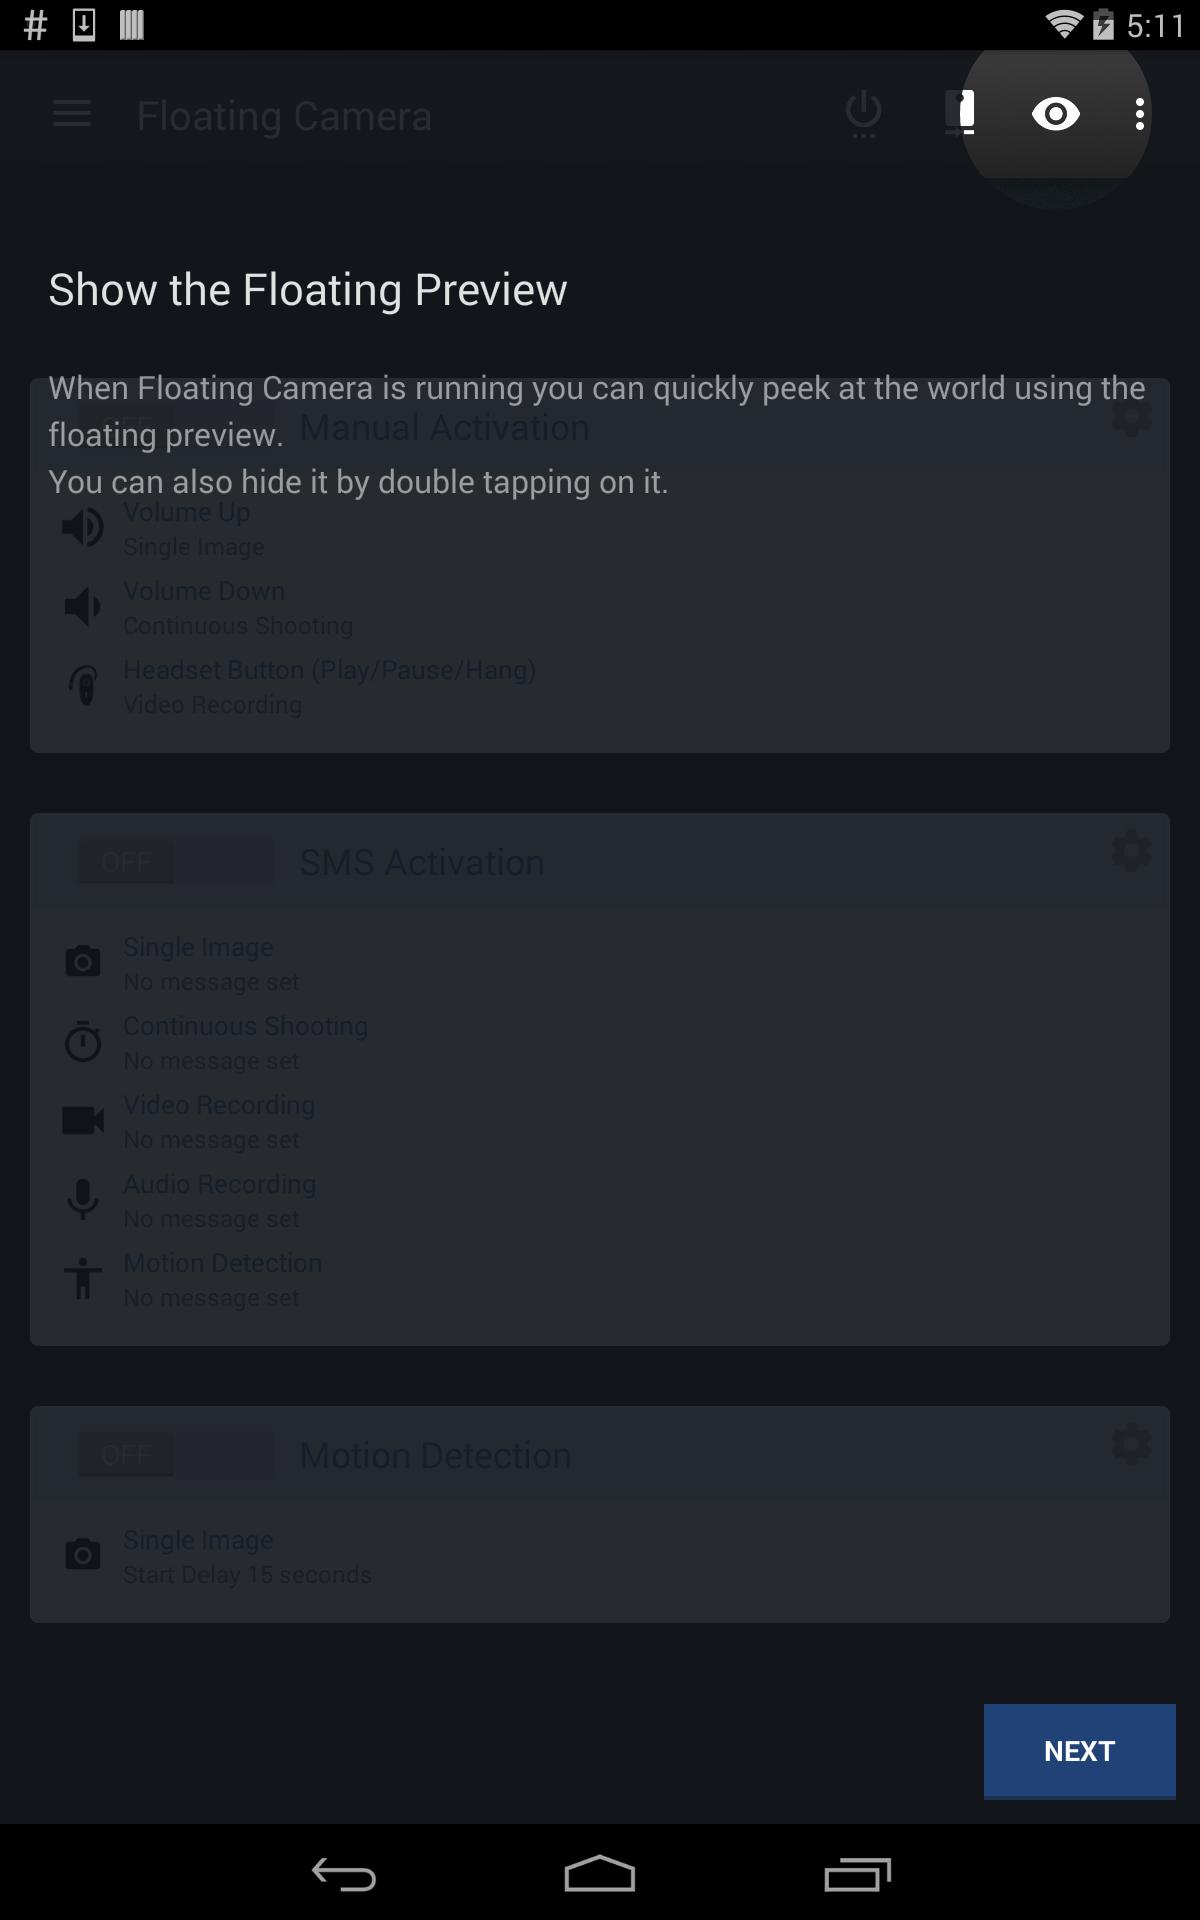 5:11
Floating Camera
Show the Floating Preview
When Floating Camera is running you can quickly peek at the world using the
floating preview.
You can also hide it by double tapping on it.
OFF
Manual Activation
Volume Up
Single Image
Volume Down
Continuous Shooting
Headset Button (Play/Pause/Hang)
Video Recording
OFF
SMS Activation
Single Image
No message set
Continuous Shooting
No message set
Video Recording
No message set
Audio Recording
No message set
Motion Detection
No message set
OFF
Motion Detection
Single Image
Start Delay 15 seconds
NEXT